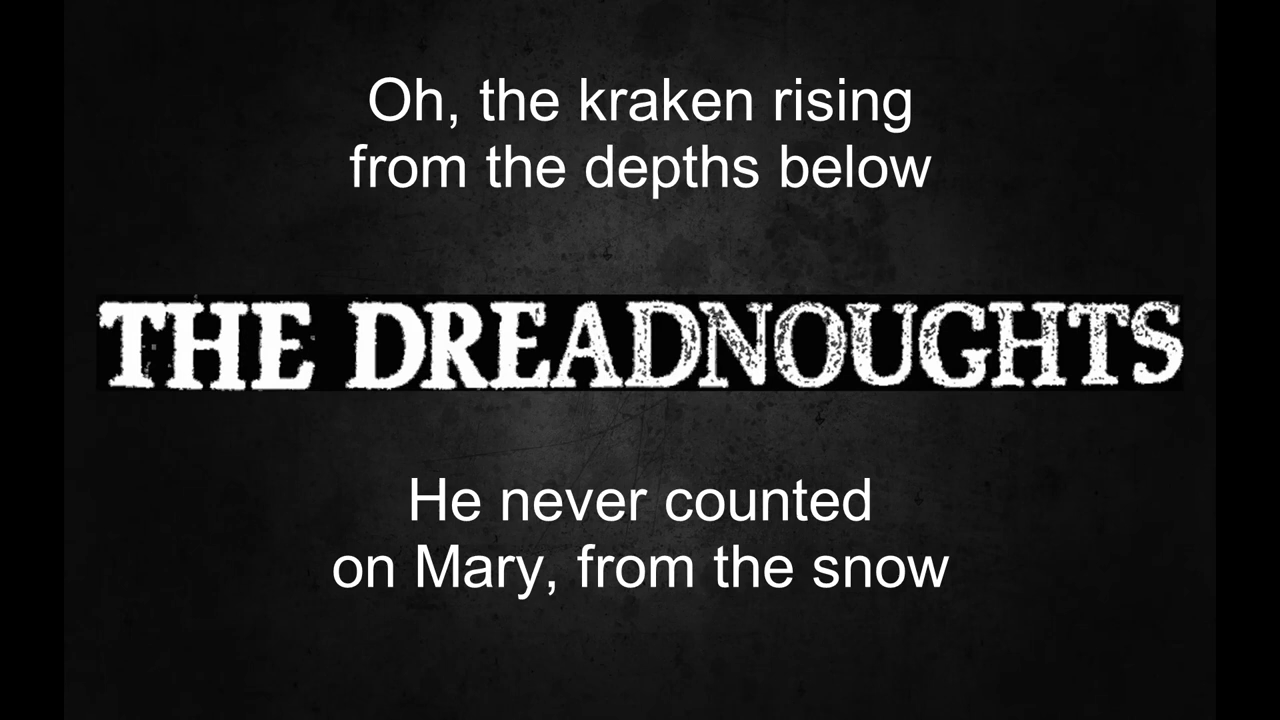 Oh, the kraken rising
from the depths below
THE DREADNOUGHTS
He never counted
on Mary, from the snow